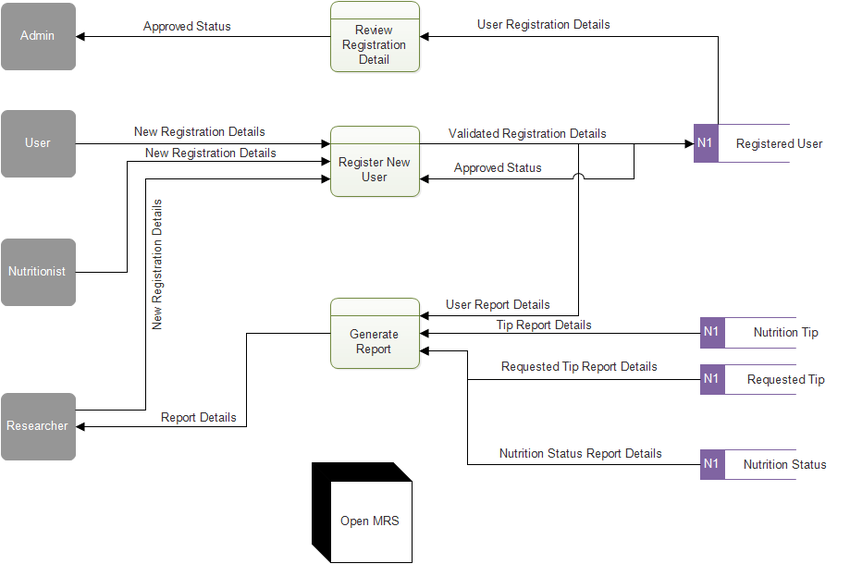 Admin
Approved Status
Review
Registration
Detail
User Registration Details
User
New Registration Details
New Registration Details
Register New
User
Validated Registration Details
Approved Status
N1
Registered User
Nutritionist
New Registration Details
Generate
Report
User Report Details
Tip Report Details
N1
Nutrition Tip
Requested Tip Report Details
N1
Requested Tip
Researcher
Report Details
Nutrition Status Report Details
N1
Nutrition Status
Open MRS